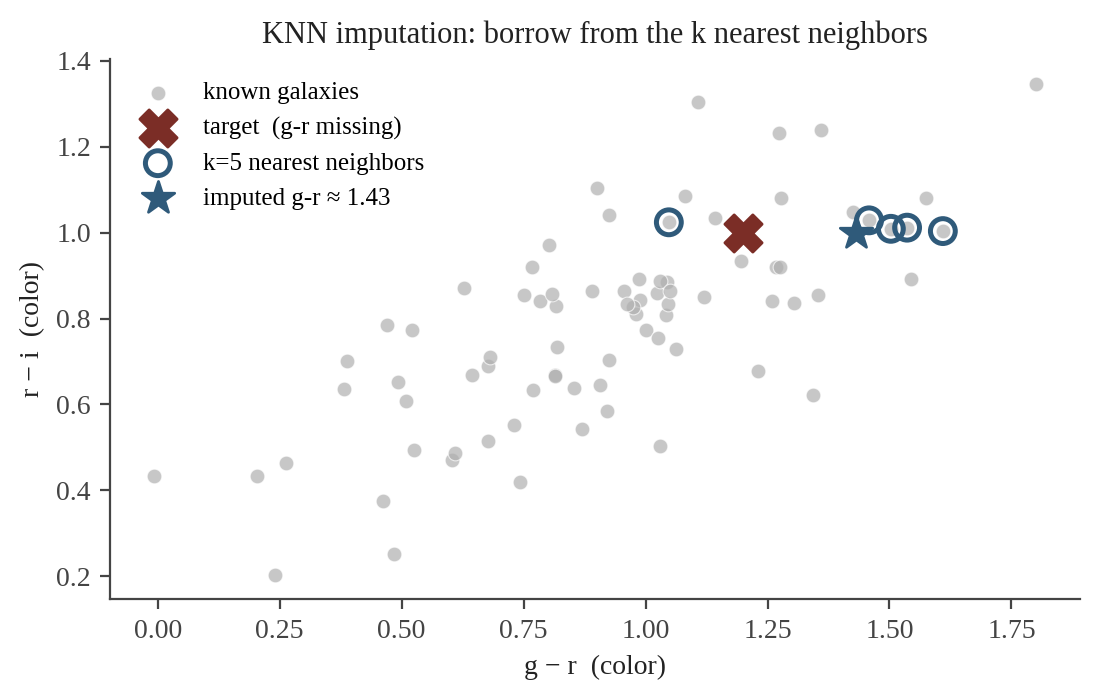 KNN imputation: borrow from the k nearest neighbors
known galaxies
target (g-r missing)
k=5 nearest neighbors
imputed g-r ≈ 1.43
r − i (color)
1.4
1.2
1.0
0.8
0.6
0.4
0.2
0.00 0.25 0.50 0.75 1.00 1.25 1.50 1.75
g − r (color)